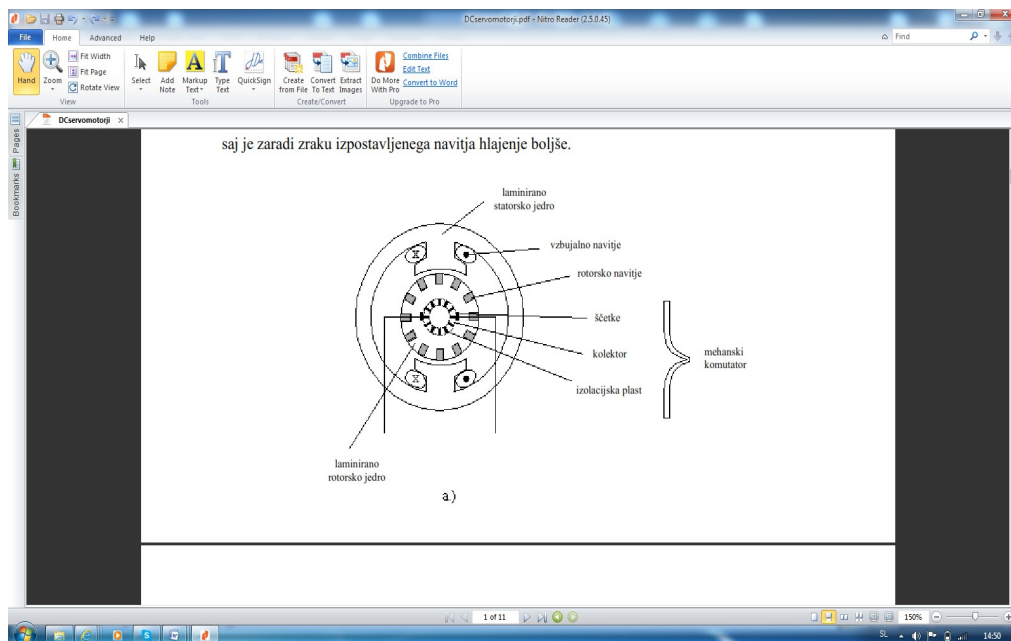 DCservomotorji.pdf - Nitro Reader (2.5.0.45)
File Home Advanced Help
Find
Hand
Zoom
Fit Width
Fit Page
Rotate View
View
Select
Add Note
Markup Text
Type Text
QuickSign
Tools
Create from File
Convert To Text
Extract Images
Create/Convert
Do More With Pro
Combine Files
Edit Text
Convert to Word
Upgrade to Pro
DCservomotorji
Pages
Bookmarks
saj je zaradi zraku izpostavljenega navitja hlajenje boljše.
laminirano
statorsko jedro
vzbujalno navitje
rotorsko navitje
ščetke
kolektor
izolacijska plast
mehanski
komutator
X
X
laminirano
rotorsko jedro
a.)
1 of 11
150%
SL
14:50